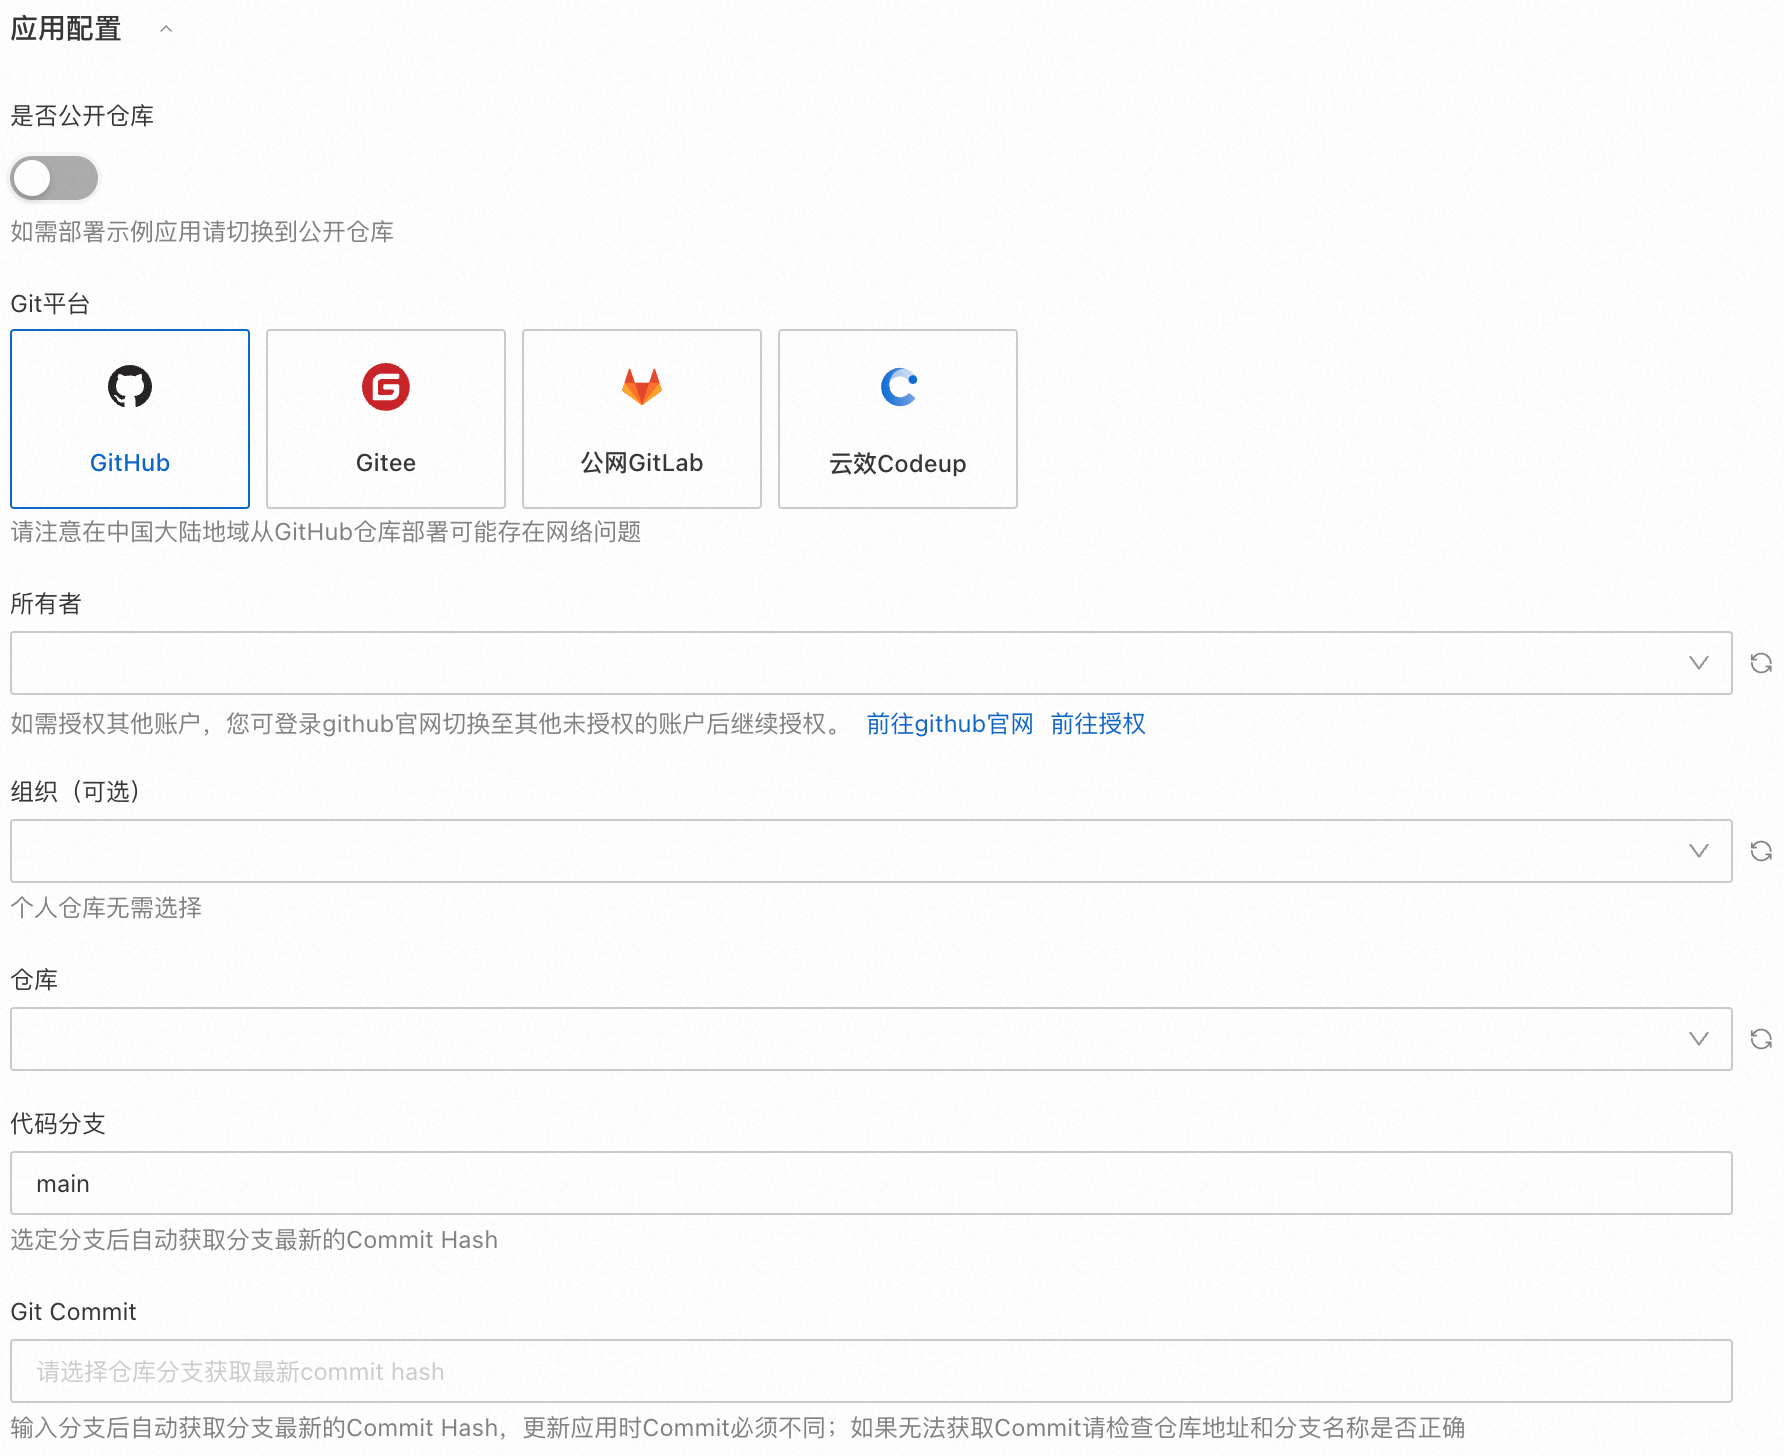 应用配置
是否公开仓库
如需部署示例应用请切换到公开仓库
Git平台
GitHub
Gitee
公网GitLab
云效Codeup
请注意在中国大陆地域从GitHub仓库部署可能存在网络问题
所有者
如需授权其他账户，您可登录github官网切换至其他未授权的账户后继续授权。 前往github官网 前往授权
组织（可选）
个人仓库无需选择
仓库
代码分支
main
选定分支后自动获取分支最新的Commit Hash
Git Commit
请选择仓库分支获取最新commit hash
输入分支后自动获取分支最新的Commit Hash，更新应用时Commit必须不同；如果无法获取Commit请检查仓库地址和分支名称是否正确